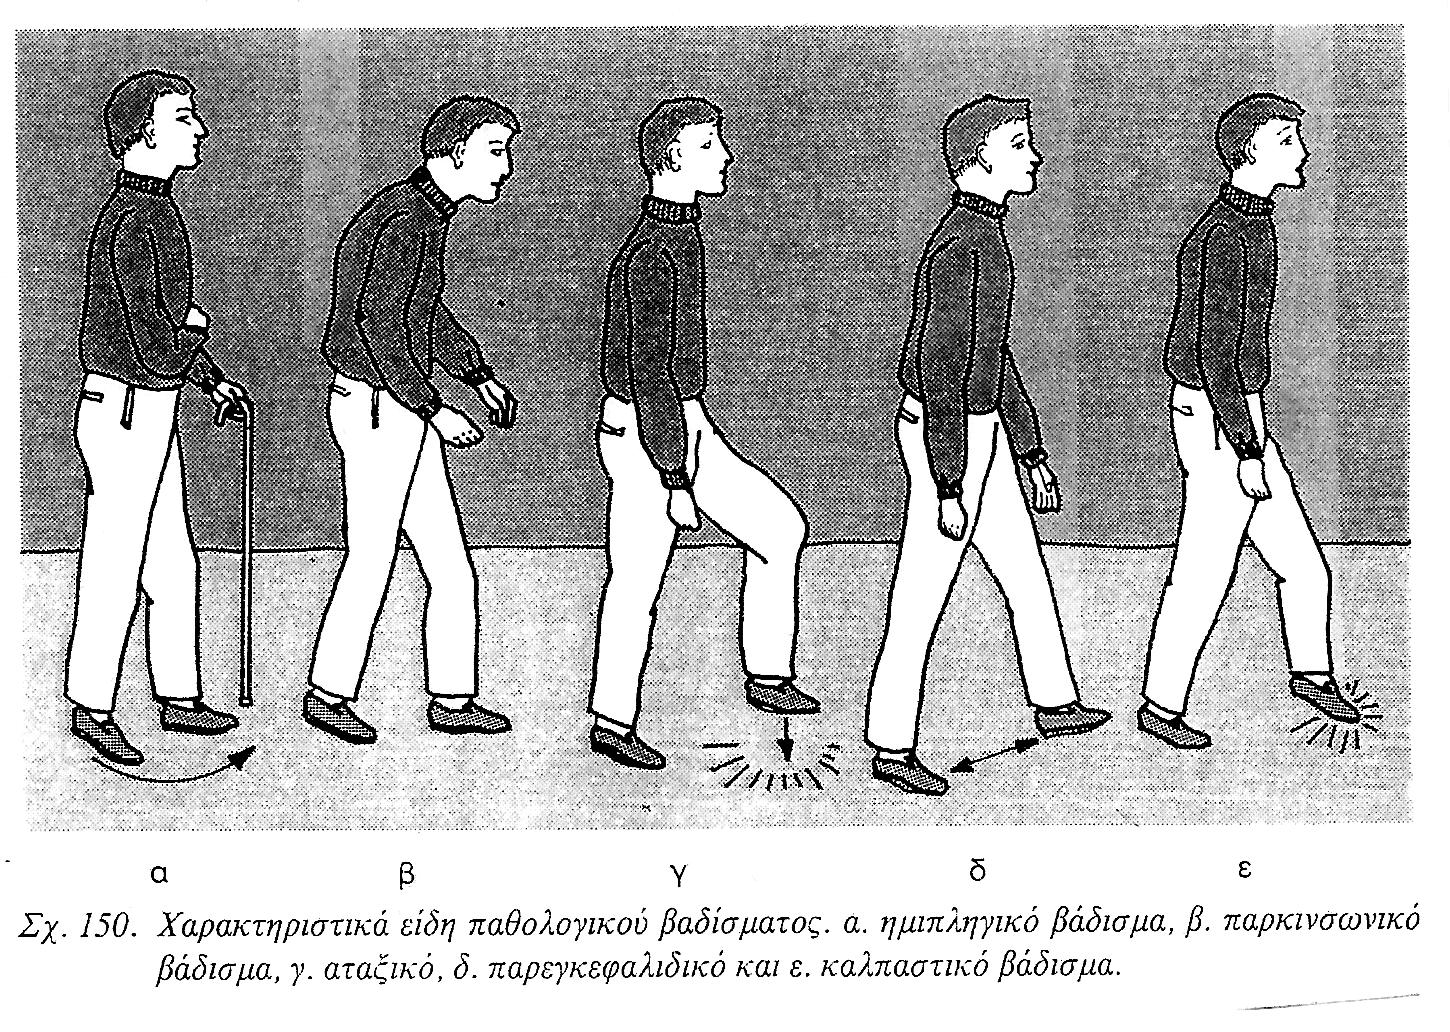 α β γ δ ε
Σχ. 150. Χαρακτηριστικά είδη παθολογικού βαδίσματος. α. ημιπληγικό βάδισμα, β. παρκινσωνικό
βάδισμα, γ. αταξικό, δ. παρεγκεφαλιδικό και ε. καλπαστικό βάδισμα.